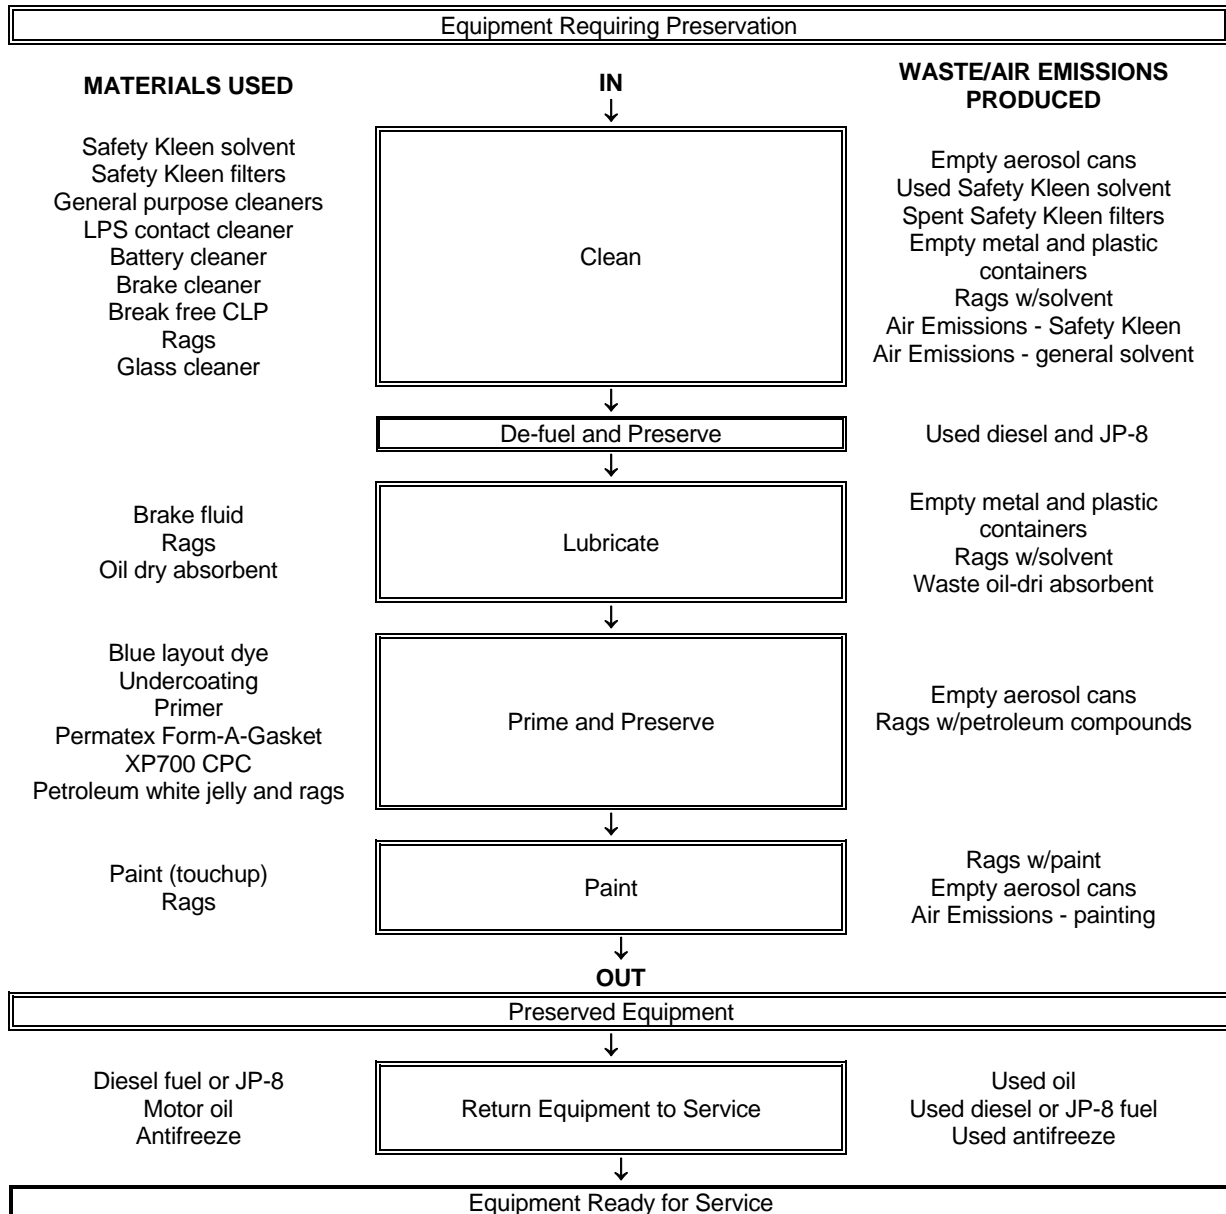 Equipment Requiring Preservation
MATERIALS USED
IN
WASTE/AIR EMISSIONS
PRODUCED
↓
Safety Kleen solvent
Safety Kleen filters
General purpose cleaners
LPS contact cleaner
Battery cleaner
Brake cleaner
Break free CLP
Rags
Glass cleaner
Clean
Empty aerosol cans
Used Safety Kleen solvent
Spent Safety Kleen filters
Empty metal and plastic
containers
Rags w/solvent
Air Emissions - Safety Kleen
Air Emissions - general solvent
↓
De-fuel and Preserve
Used diesel and JP-8
↓
Brake fluid
Rags
Oil dry absorbent
Lubricate
Empty metal and plastic
containers
Rags w/solvent
Waste oil-dri absorbent
↓
Blue layout dye
Undercoating
Primer
Permatex Form-A-Gasket
XP700 CPC
Petroleum white jelly and rags
Prime and Preserve
Empty aerosol cans
Rags w/petroleum compounds
↓
Paint (touchup)
Rags
Paint
Rags w/paint
Empty aerosol cans
Air Emissions - painting
↓
OUT
Preserved Equipment
↓
Diesel fuel or JP-8
Motor oil
Antifreeze
Return Equipment to Service
Used oil
Used diesel or JP-8 fuel
Used antifreeze
↓
Equipment Ready for Service